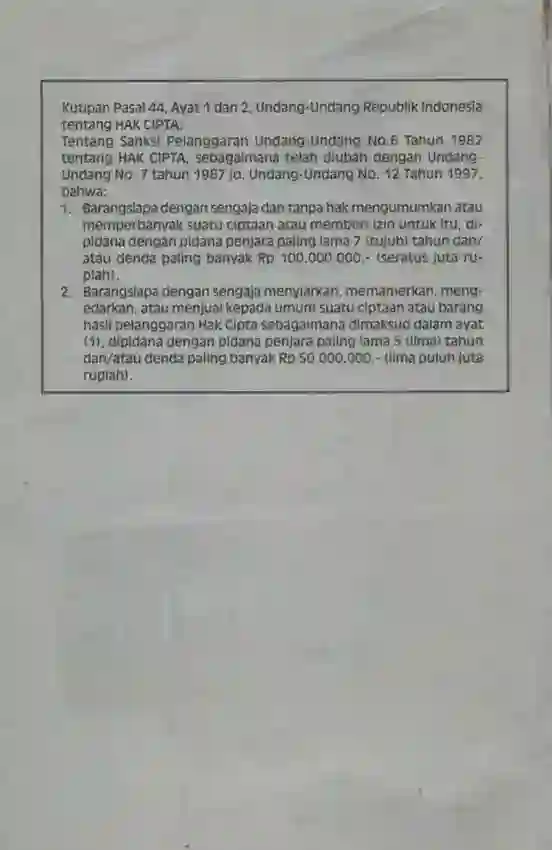 Kutipan Pasal 44, Ayat 1 dan 2, Undang-Undang Republik Indonesia
tentang HAK CIPTA.
Tentang Sanksi Pelanggaran Undang-Undang No.6 Tahun 1982
tentang HAK CIPTA, sebagaimana telah diubah dengan Undang-
Undang No. 7 tahun 1987 jo. Undang-Undang No. 12 Tahun 1997,
bahwa:
1. Barangsiapa dengan sengaja dan tanpa hak mengumumkan atau
memperbanyak suatu ciptaan atau memberi izin untuk itu, di-
pidana dengan pidana penjara paling lama 7 (tujuh) tahun dan/
atau denda paling banyak Rp 100.000.000,- (seratus juta ru-
piah).
2. Barangsiapa dengan sengaja menyiarkan, memamerkan, meng-
edarkan, atau menjual kepada umum suatu ciptaan atau barang
hasil pelanggaran Hak Cipta sebagaimana dimaksud dalam ayat
(1), dipidana dengan pidana penjara paling lama 5 (lima) tahun
dan/atau denda paling banyak Rp 50.000.000,- (lima puluh juta
rupiah).